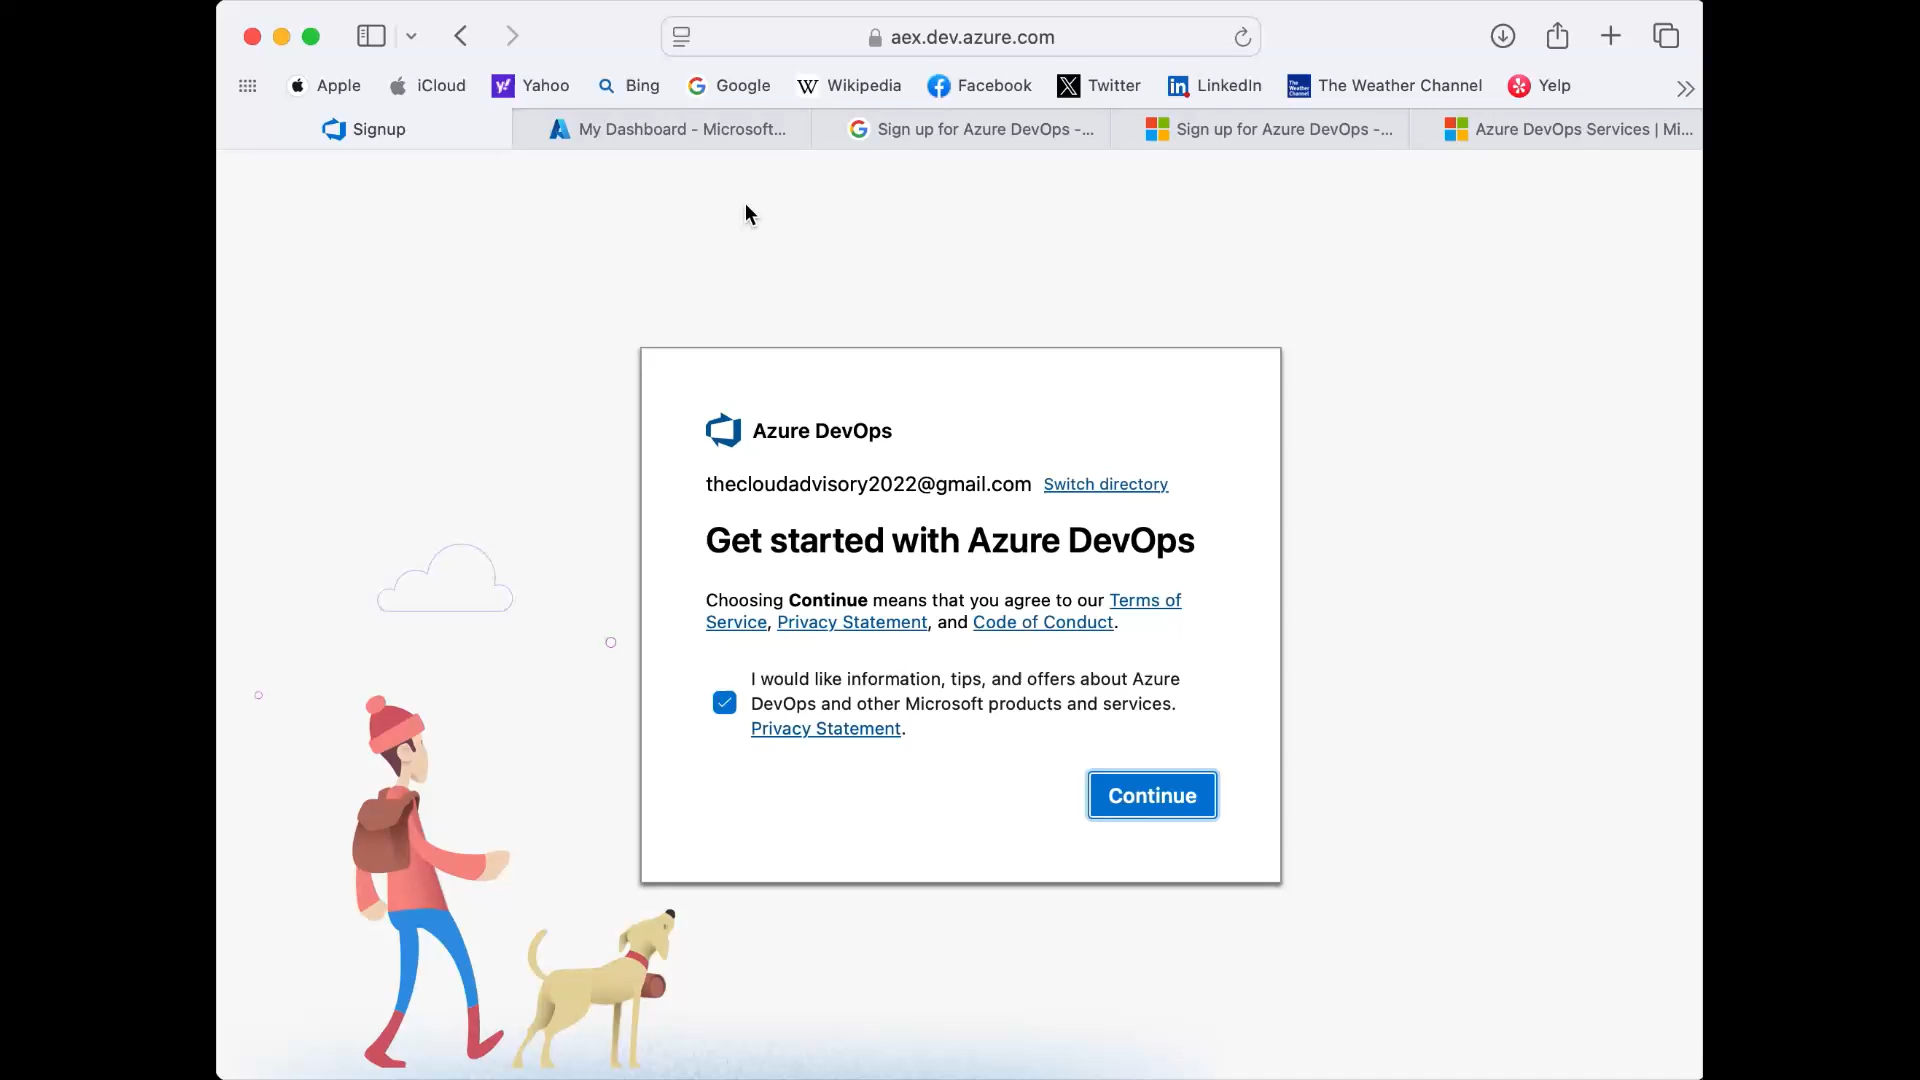 aex.dev.azure.com
Apple iCloud Yahoo Bing Google Wikipedia Facebook Twitter LinkedIn The Weather Channel Yelp
Signup My Dashboard - Microsoft... Sign up for Azure DevOps -... Sign up for Azure DevOps -... Azure DevOps Services | Mi...
Azure DevOps
thecloudadvisory2022@gmail.com Switch directory
Get started with Azure DevOps
Choosing Continue means that you agree to our Terms of
Service, Privacy Statement, and Code of Conduct.
I would like information, tips, and offers about Azure
DevOps and other Microsoft products and services.
Privacy Statement.
Continue